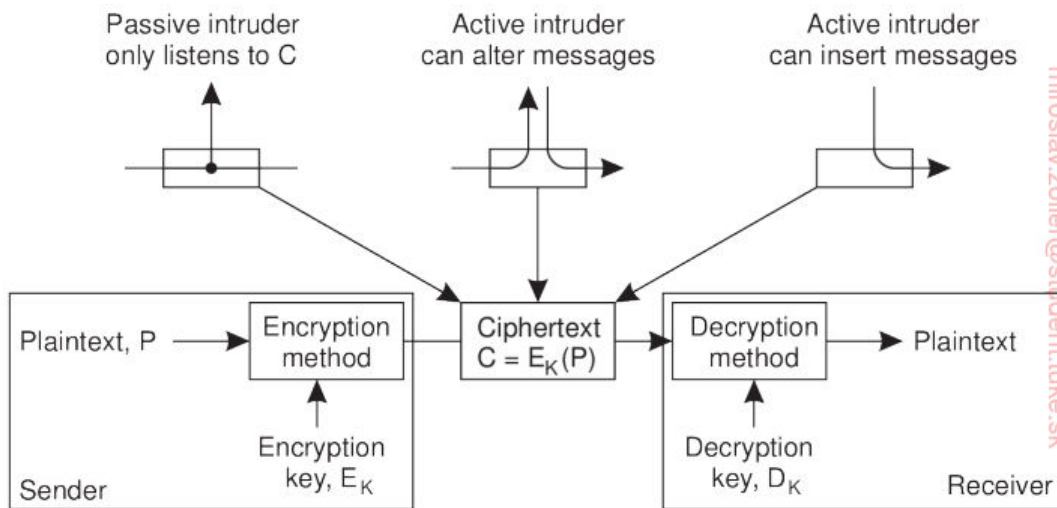 Passive intruder
only listens to C
Active intruder
can alter messages
Active intruder
can insert messages
Plaintext, P
Encryption
method
Ciphertext
C = E_K(P)
Decryption
method
Plaintext
Encryption
key, E_K
Decryption
key, D_K
Sender
Receiver